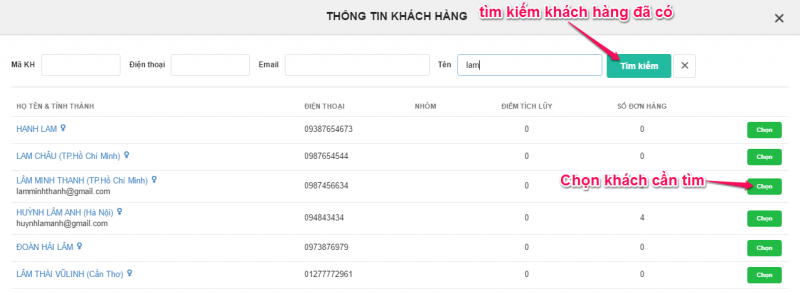 THÔNG TIN KHÁCH HÀNG
tìm kiếm khách hàng đã có
×
Mã KH Điện thoại Email Tên lam Tìm kiếm ×
HỌ TÊN & TỈNH THÀNH ĐIỆN THOẠI NHÓM ĐIỂM TÍCH LŨY SỐ ĐƠN HÀNG
HẠNH LAM 09387654673 0 0 Chọn
LAM CHÂU (TP.Hồ Chí Minh) 0987654544 0 0 Chọn
LÂM MINH THANH (TP.Hồ Chí Minh) 0987456634 0 Chọn
lamminhthanh@gmail.com
Chọn khách cần tìm
HUỲNH LÂM ANH (Hà Nội) 094843434 0 4 Chọn
huynhlamanh@gmail.com
ĐOÀN HẢI LÂM 0973876979 0 0 Chọn
LÂM THÁI VŨLINH (Cần Thơ) 01277772961 0 0 Chọn